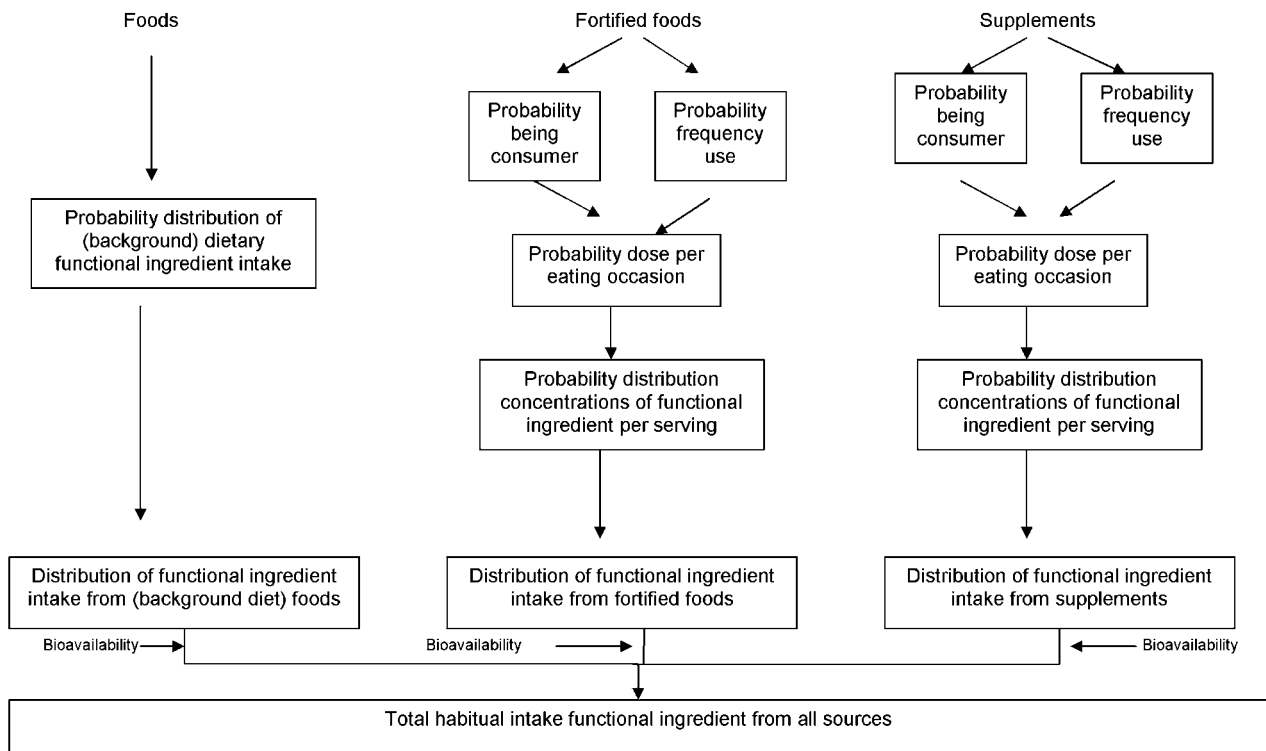 Foods
Fortified foods
Supplements
Probability
being
consumer
Probability
frequency
use
Probability
being
consumer
Probability
frequency
use
Probability distribution of
(background) dietary
functional ingredient intake
Probability dose per
eating occasion
Probability dose per
eating occasion
Probability distribution
concentrations of functional
ingredient per serving
Probability distribution
concentrations of functional
ingredient per serving
Distribution of functional ingredient
intake from (background diet) foods
Distribution of functional ingredient
intake from fortified foods
Distribution of functional ingredient
intake from supplements
Bioavailability
Bioavailability
Bioavailability
Total habitual intake functional ingredient from all sources